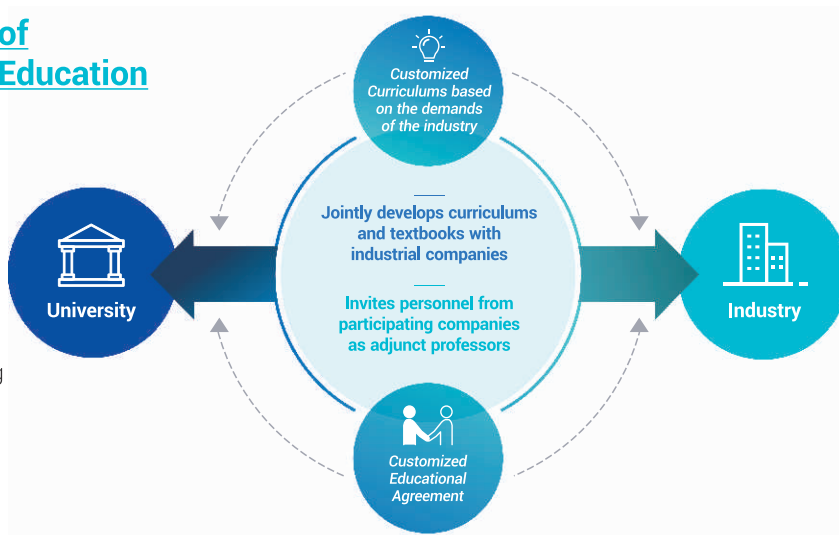 of
Education
Customized
Curriculums based
on the demands
of the industry
Jointly develops curriculums
and textbooks with
industrial companies
Invites personnel from
participating companies
as adjunct professors
University
Industry
g
Customized
Educational
Agreement